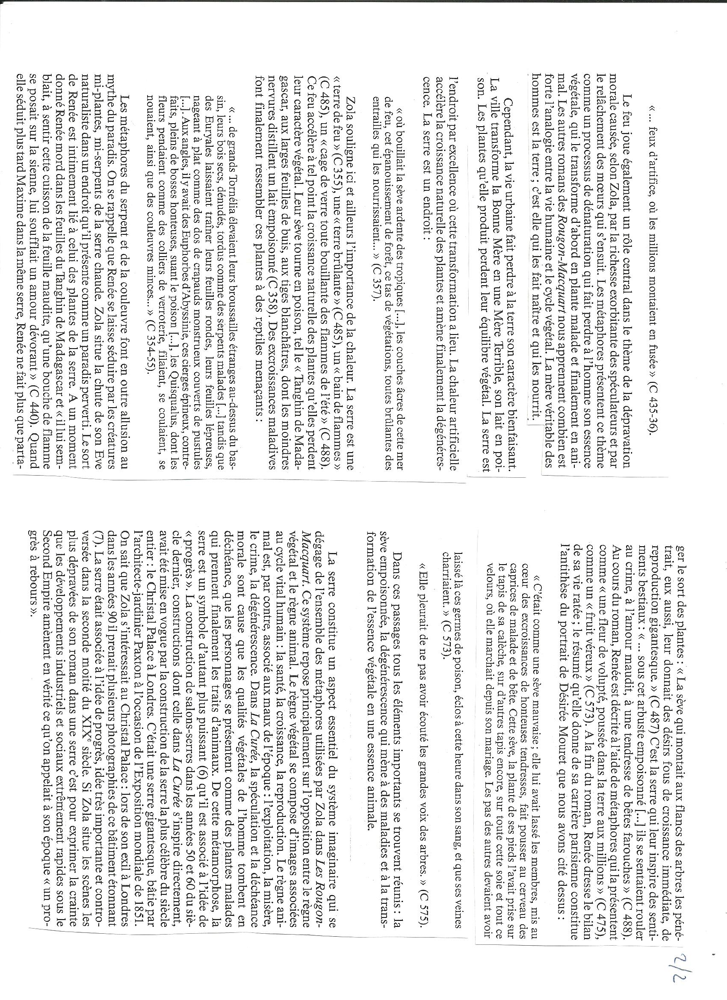 « ... feux d'artifice, où les millions montaient en fusée » (C 435-36).
Le feu joue également un rôle central dans le thème de la dépravation
morale causée, selon Zola, par la richesse exorbitante des spéculateurs et par
le relâchement des mœurs qui s'ensuit. Les métaphores présentent ce thème
comme un processus de dénaturation qui fait perdre à l'homme son essence
végétale, qui le transforme d'abord en plante malade et finalement en ani-
mal. Les autres romans des Rougon-Macquart nous apprennent combien est
forte l'analogie entre la vie humaine et le cycle végétal. La mère véritable des
hommes est la terre ; c'est elle qui les fait naître et qui les nourrit.
Cependant, la vie urbaine fait perdre à la terre son caractère bienfaisant.
La ville transforme la Bonne Mère en une Mère Terrible, son lait en poi-
son. Les plantes qu'elle produit perdent leur équilibre végétal. La serre est
l'endroit par excellence où cette transformation a lieu. La chaleur artificielle
accélère la croissance naturelle des plantes et amène finalement la dégénéres-
cence. La serre est un endroit :
« où bouillait la sève ardente des tropiques [...], les couches âcres de cette mer
de feu, cet épanouissement de forêt, ce tas de végétations, toutes brûlantes des
entrailles qui les nourrissaient... » (C 357).
Zola souligne ici et ailleurs l'importance de la chaleur. La serre est une
« terre de feu » (C 355), une « terre brûlante » (C 485), un « bain de flammes »
(C 485), un « cage de verre toute bouillante des flammes de l'été » (C 488).
Ce feu accélère à tel point la croissance naturelle des plantes qu'elles perdent
leur caractère végétal. Leur sève tourne en poison, tel le « Tanghin de Mada-
gascar, aux larges feuilles de buis, aux tiges blanchâtres, dont les moindres
nervures distillent un lait empoisonné (C 358). Des excroissances maladives
font finalement ressembler ces plantes à des reptiles menaçants :
« ... de grands Tornélia élevaient leurs broussailles étranges au-dessus du bas-
sin, leurs bois secs, dénudés, tordus comme des serpents malades [...] tandis que
des Euryales laissaient traîner leurs feuilles rondes, leurs feuilles lépreuses,
nageant à plat comme des dos de crapauds monstrueux couverts de pustules
[...]. Aux angles, il y avait des Euphorbes d'Abyssinie, ces cierges épineux, contre-
faits, pleins de bosses honteuses, suant le poison [...], les Quisqualus, dont les
fleurs pendaient comme des colliers de verroterie, filaient, se coulaient, se
nouaient, ainsi que des couleuvres minces... » (C 354-55).
Les métaphores du serpent et de la couleuvre font en outre allusion au
mythe du paradis. On se rappelle que Renée se laisse séduire par les créatures
mi-plantes, mi-serpents de la serre chaude. Zola situe la chute de son Eve
naturaliste dans un endroit qu'il présente comme un paradis perverti. Le sort
de Renée est intimement lié à celui des plantes de la serre. A un moment
donné Renée mord dans les feuilles du Tanghin de Madagascar et « il lui sem-
blait, à sentir cette cuisson de la feuille maudite, qu'une bouche de flamme
se posait sur la sienne, lui soufflait un amour dévorant » (C 440). Quand
elle séduit plus tard Maxime dans la même serre, Renée ne fait plus que parta-
ger le sort des plantes : « La sève qui montait aux flancs des arbres les péné-
trait, eux aussi, leur donnait des désirs fous de croissance immédiate, de
reproduction gigantesque. » (C 487) C'est la serre qui leur inspire des senti-
ments bestiaux : « ... sous cet arbuste empoisonné [...] ils se sentaient rouler
au crime, à l'amour maudit, à une tendresse de bêtes farouches » (C 488).
Au cours du roman, Renée est décrite à l'aide de métaphores qui la présentent
comme « une fleur de volupté, poussée dans la terre aux millions » (C 475),
comme un « fruit véreux » (C 573). A la fin du roman, Renée dresse le bilan
de sa vie ratée ; le résumé qu'elle donne de sa carrière parisienne constitue
l'antithèse du portrait de Désirée Mouret que nous avons cité dessus :
« C'était comme une sève mauvaise ; elle lui avait lassé les membres, mis au
cœur des excroissances de honteuses tendresses, fait pousser au cerveau des
caprices de malade et de bête. Cette sève, la plante de ses pieds l'avait prise sur
le tapis de sa calèche, sur d'autres tapis encore, sur toute cette soie et tout ce
velours, où elle marchait depuis son mariage. Les pas des autres devaient avoir
laissé là ces germes de poison, éclos à cette heure dans son sang, et que ses veines
charriaient. » (C 573).
« Elle pleurait de ne pas avoir écouté les grandes voix des arbres. » (C 575).
Dans ces passages tous les éléments importants se trouvent réunis : la
sève empoisonnée, la dégénérescence qui mène à des maladies et à la trans-
formation de l'essence végétale en une essence animale.
La serre constitue un aspect essentiel du système imaginaire qui se
dégage de l'ensemble des métaphores utilisées par Zola dans Les Rougon-
Macquart. Ce système repose principalement sur l'opposition entre le règne
végétal et le règne animal. Le règne végétal se compose d'images associées
au cycle vital humain : la santé, la croissance, la reproduction. Le règne ani-
mal est, par contre, associé aux maux de l'époque : l'exploitation, la misère,
le crime, la dégénérescence. Dans La Curée, la spéculation et la déchéance
morale sont cause que les qualités végétales de l'homme tombent en
déchéance, que les personnages se présentent comme des plantes malades
qui prennent finalement les traits d'animaux. De cette métamorphose, la
serre est un symbole d'autant plus puissant (6) qu'il est associé à l'idée de
« progrès ». La construction de salons-serres dans les années 50 et 60 du siè-
cle dernier, constructions dont celle dans La Curée s'inspire directement,
avait été mise en vogue par la construction de la serre la plus célèbre du siècle
entier : le Christal Palace à Londres. C'était une serre gigantesque, bâtie par
l'architecte-jardinier Paxton à l'occasion de l'Exposition mondiale de 1851.
On sait que Zola s'intéressait au Christal Palace : lors de son exil à Londres
dans les années 90 il prenait plusieurs photographies de ce bâtiment étonnant
(7). La serre était associée à l'idée de progrès, idée très importante et contro-
versée dans la seconde moitié du XIXe siècle. Si Zola situe les scènes les
plus dépravées de son roman dans une serre c'est pour exprimer la crainte
que les développements industriels et sociaux extrêmement rapides sous le
Second Empire amènent en vérité ce qu'on appelait à son époque « un pro-
grès à rebours ».
2/2